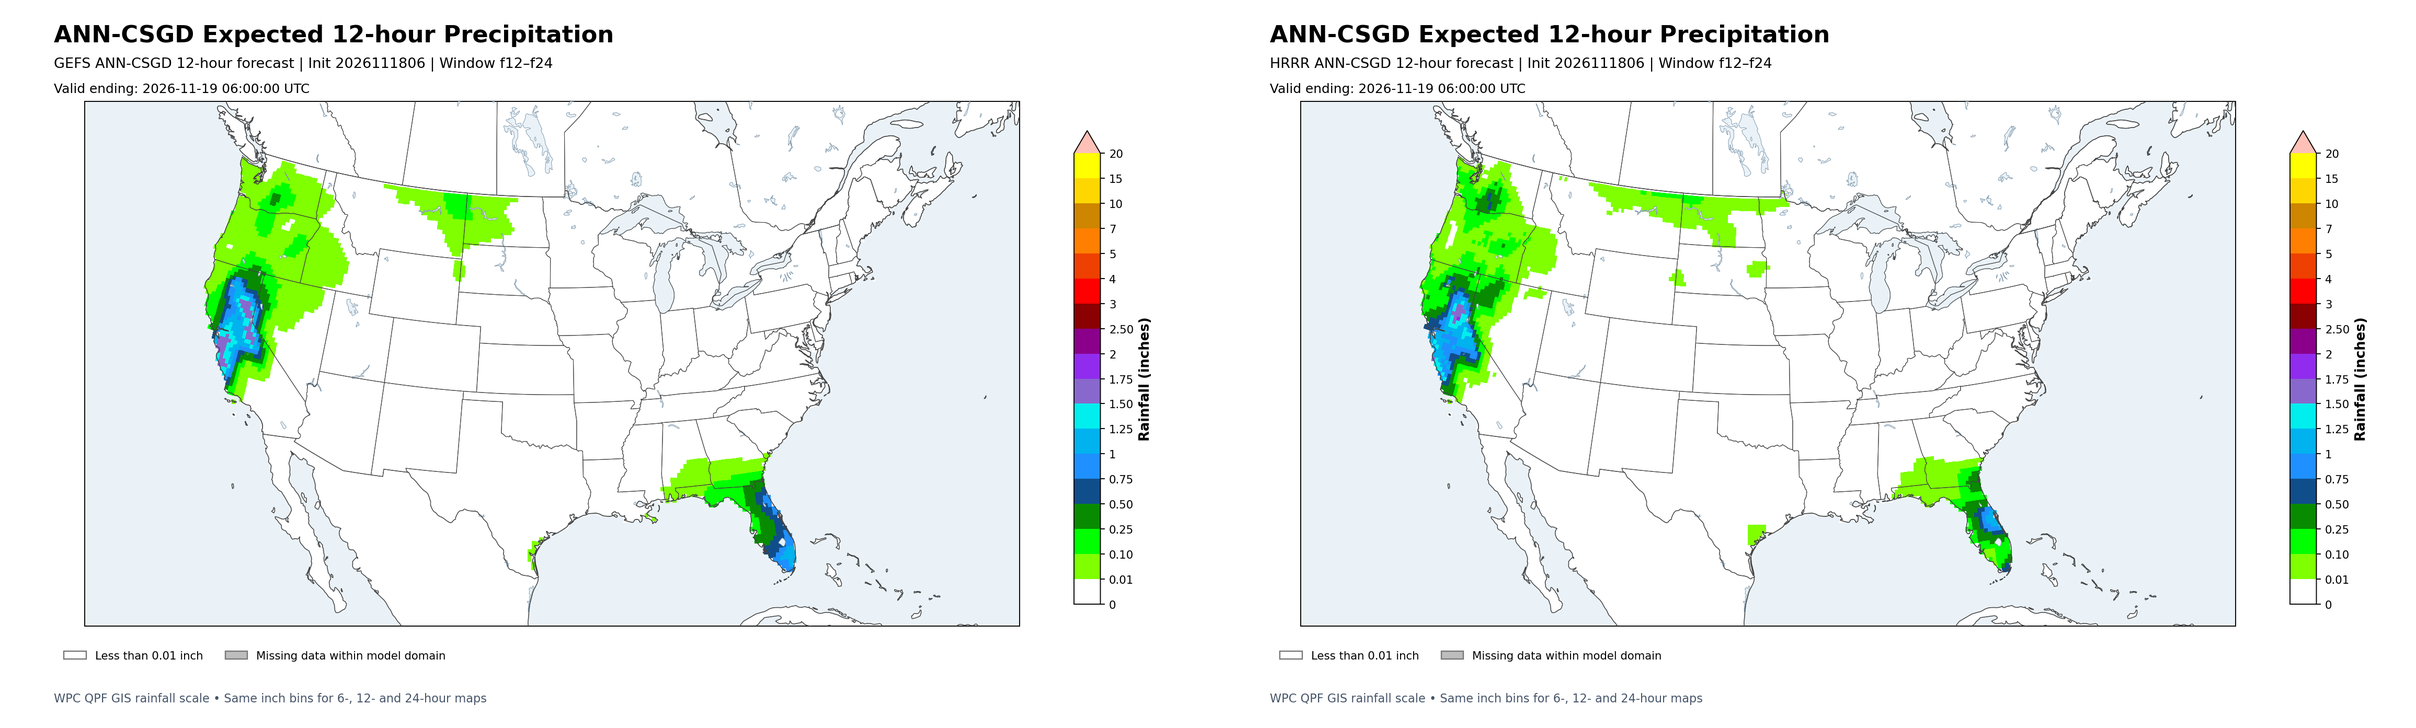 ANN-CSGD Expected 12-hour Precipitation
GEFS ANN-CSGD 12-hour forecast | Init 2026111806 | Window f12–f24
Valid ending: 2026-11-19 06:00:00 UTC
20
15
10
7
5
4
3
2.50
2
1.75
1.50
1.25
1
0.75
0.50
0.25
0.10
0.01
0
Rainfall (inches)
Less than 0.01 inch
Missing data within model domain
WPC QPF GIS rainfall scale • Same inch bins for 6-, 12- and 24-hour maps
ANN-CSGD Expected 12-hour Precipitation
HRRR ANN-CSGD 12-hour forecast | Init 2026111806 | Window f12–f24
Valid ending: 2026-11-19 06:00:00 UTC
20
15
10
7
5
4
3
2.50
2
1.75
1.50
1.25
1
0.75
0.50
0.25
0.10
0.01
0
Rainfall (inches)
Less than 0.01 inch
Missing data within model domain
WPC QPF GIS rainfall scale • Same inch bins for 6-, 12- and 24-hour maps